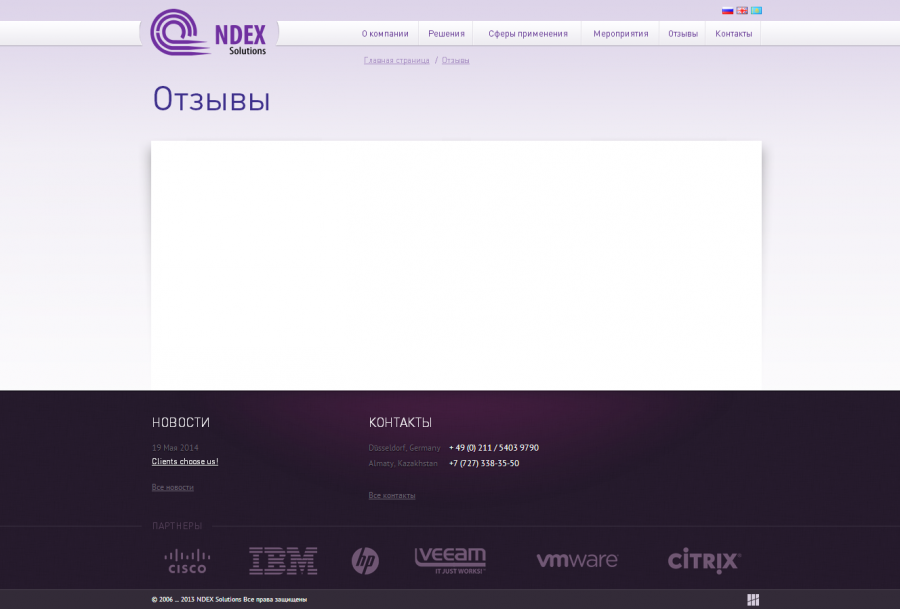 NDEX
Solutions
О компании Решения Сферы применения Мероприятия Отзывы Контакты
Главная страница / Отзывы
Отзывы
НОВОСТИ
19 Мая 2014
Clients choose us!
Все новости
КОНТАКТЫ
Düsseldorf, Germany + 49 (0) 211 / 5403 9790
Almaty, Kazakhstan +7 (727) 338-35-50
Все контакты
ПАРТНЕРЫ
CISCO IBM hp veeam vmware CITRIX
IT JUST WORKS!
© 2006 ... 2013 NDEX Solutions Все права защищены